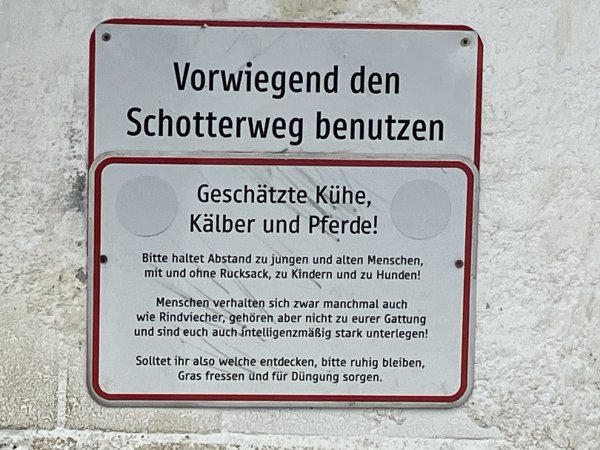 Vorwiegend den
Schotterweg benutzen
Geschätzte Kühe,
Kälber und Pferde!
Bitte haltet Abstand zu jungen und alten Menschen,
mit und ohne Rucksack, zu Kindern und zu Hunden!
Menschen verhalten sich zwar manchmal auch
wie Rindviecher, gehören aber nicht zu eurer Gattung
und sind euch auch intelligenzmäßig stark unterlegen!
Solltet ihr also welche entdecken, bitte ruhig bleiben,
Gras fressen und für Düngung sorgen.